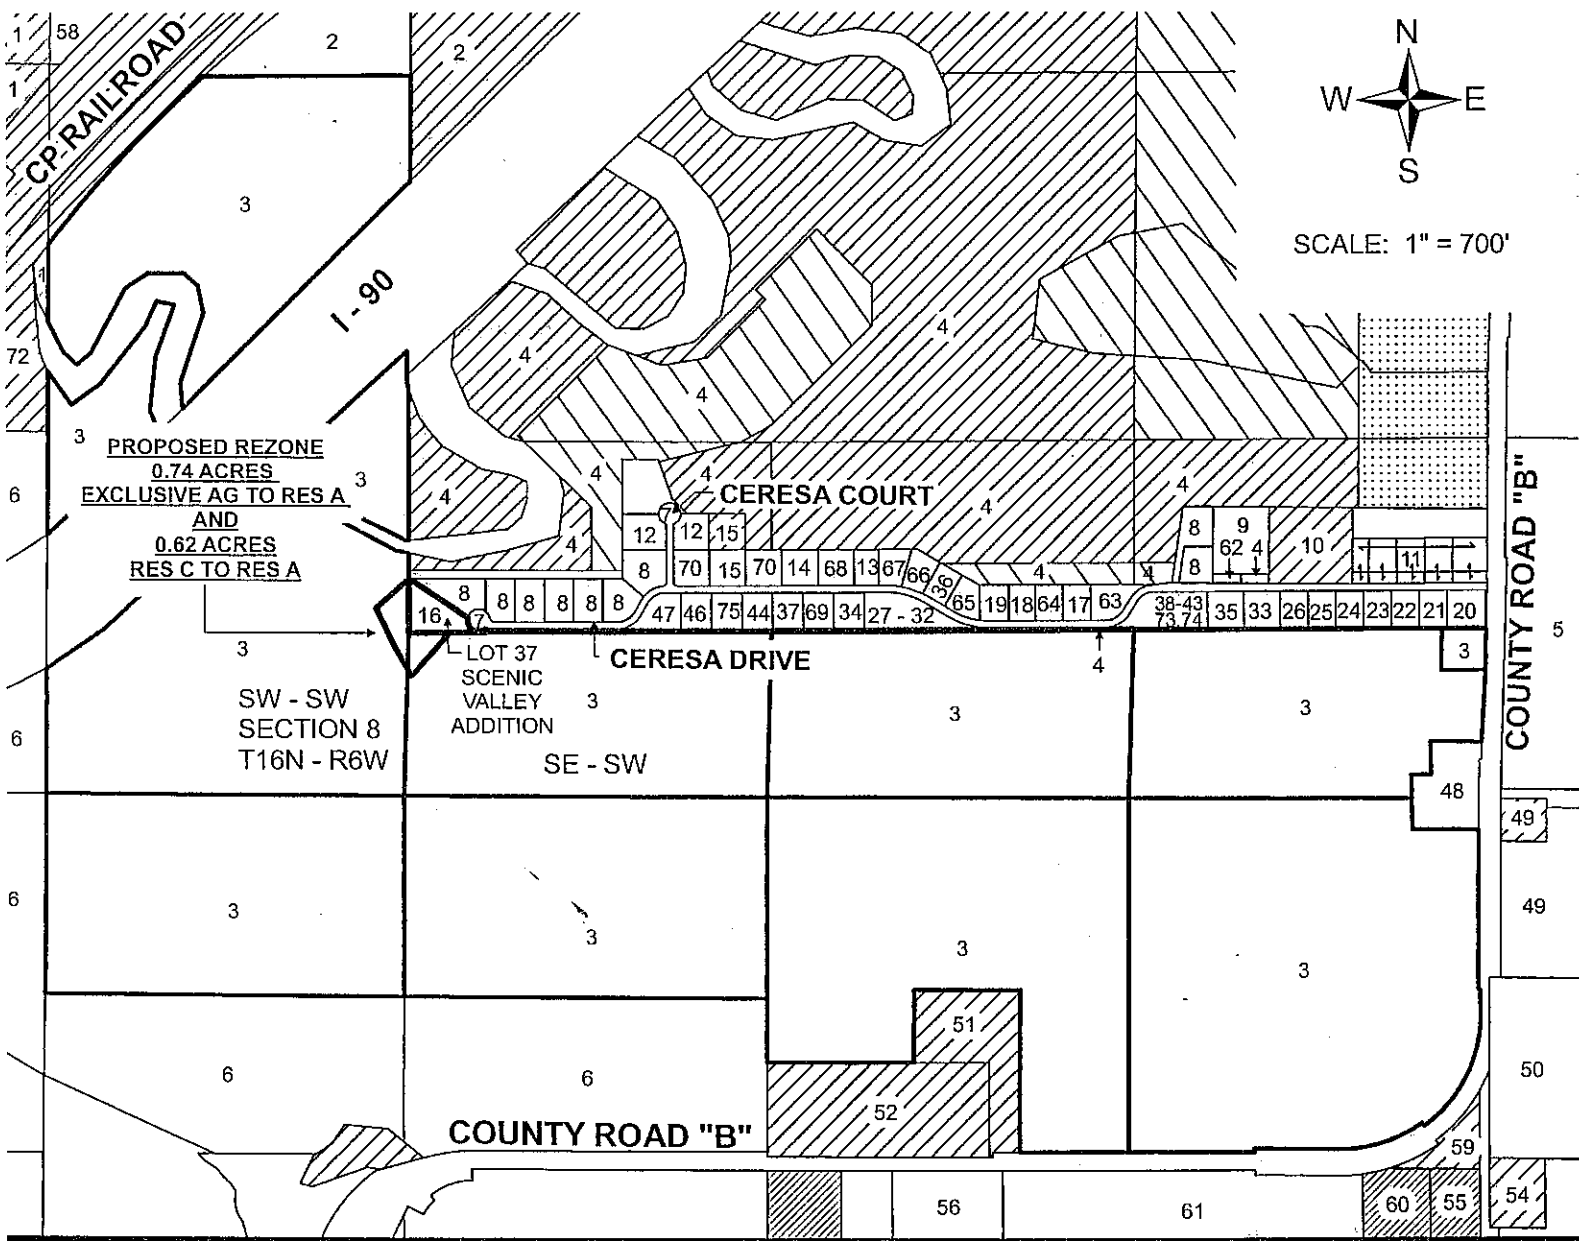 1
58
2
2
N
W E
S
SCALE: 1" = 700'
CP-RAILROAD
1
3
I - 90
1
72
4
4
4
3
PROPOSED REZONE
0.74 ACRES
EXCLUSIVE AG TO RES A
AND
0.62 ACRES
RES C TO RES A
3
6
4
4
4
4
4
4
CERESA COURT
7
12 12 15
8 9
62 4
10
11
COUNTY ROAD "B"
4
8 70 15 70 14 68 13 67 66 36
4 4 8
8 8 8 8 8 8
16 7
47 46 75 44 37 69 34 27 - 32
65 19 18 64 17 63
38-43
73,74
35 33 26 25 24 23 22 21 20
5
LOT 37
SCENIC
VALLEY
ADDITION
CERESA DRIVE
4
3
3
3
3
3
SW - SW
SECTION 8
T16N - R6W
SE - SW
6
48
49
6
3
3
3
3
49
51
52
50
6
6
COUNTY ROAD "B"
59
56
61
60
55
54